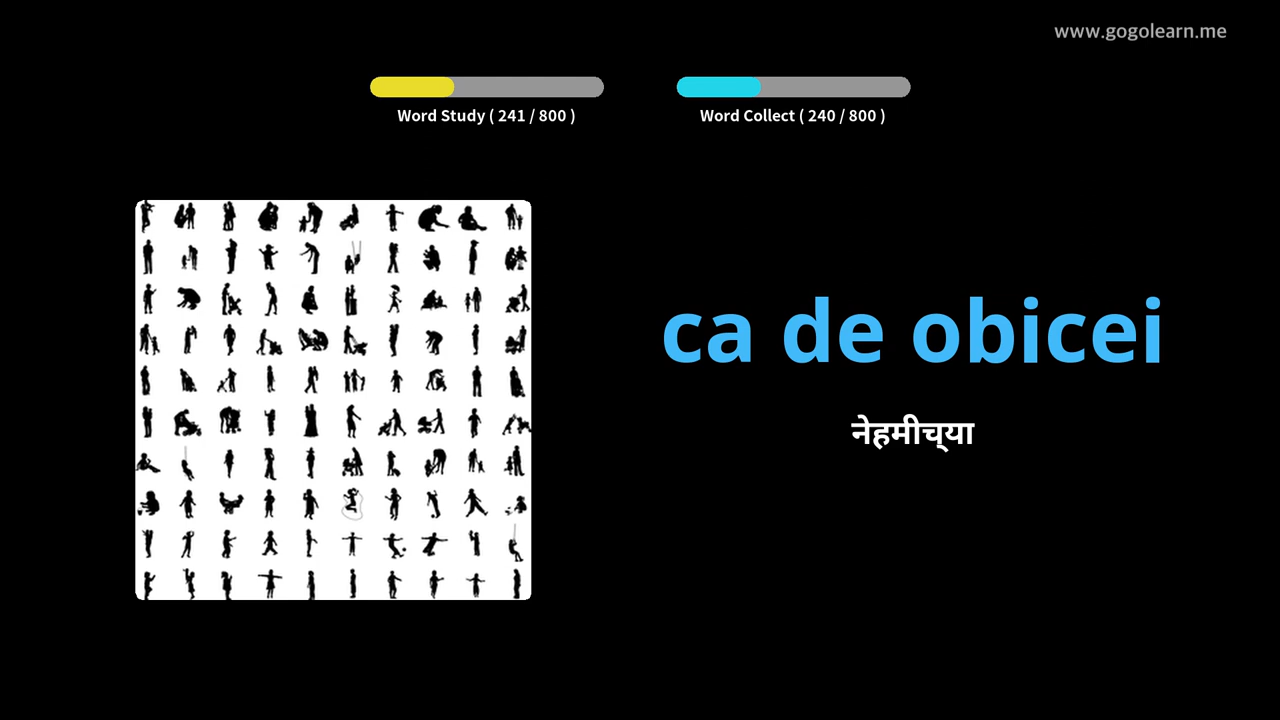 www.gogolearn.me
Word Study ( 241 / 800 )
Word Collect ( 240 / 800 )
ca de obicei
नेहमीच्या